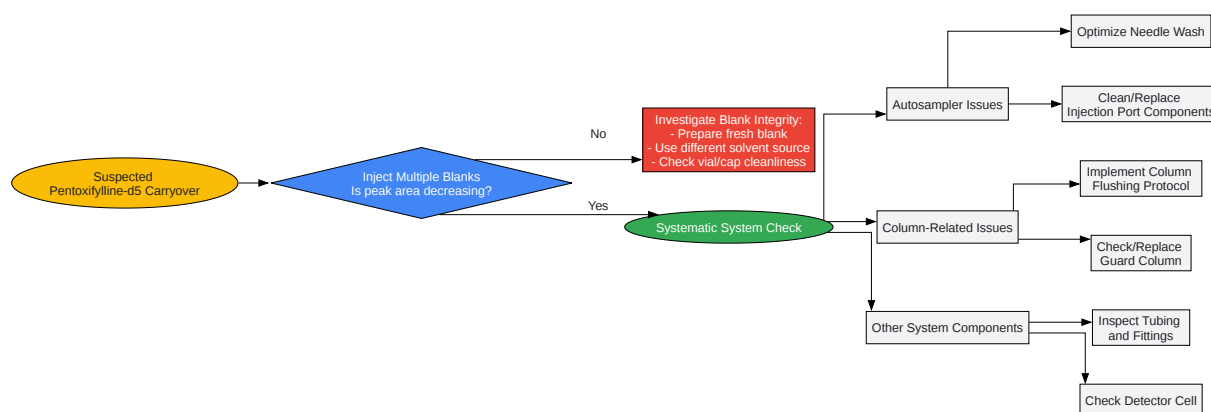 Suspected
Pentoxifylline-d5 Carryover
Inject Multiple Blanks
Is peak area decreasing?
No
Yes
Investigate Blank Integrity:
- Prepare fresh blank
- Use different solvent source
- Check vial/cap cleanliness
Systematic System Check
Autosampler Issues
Optimize Needle Wash
Clean/Replace
Injection Port Components
Column-Related Issues
Implement Column
Flushing Protocol
Check/Replace
Guard Column
Other System Components
Inspect Tubing
and Fittings
Check Detector Cell